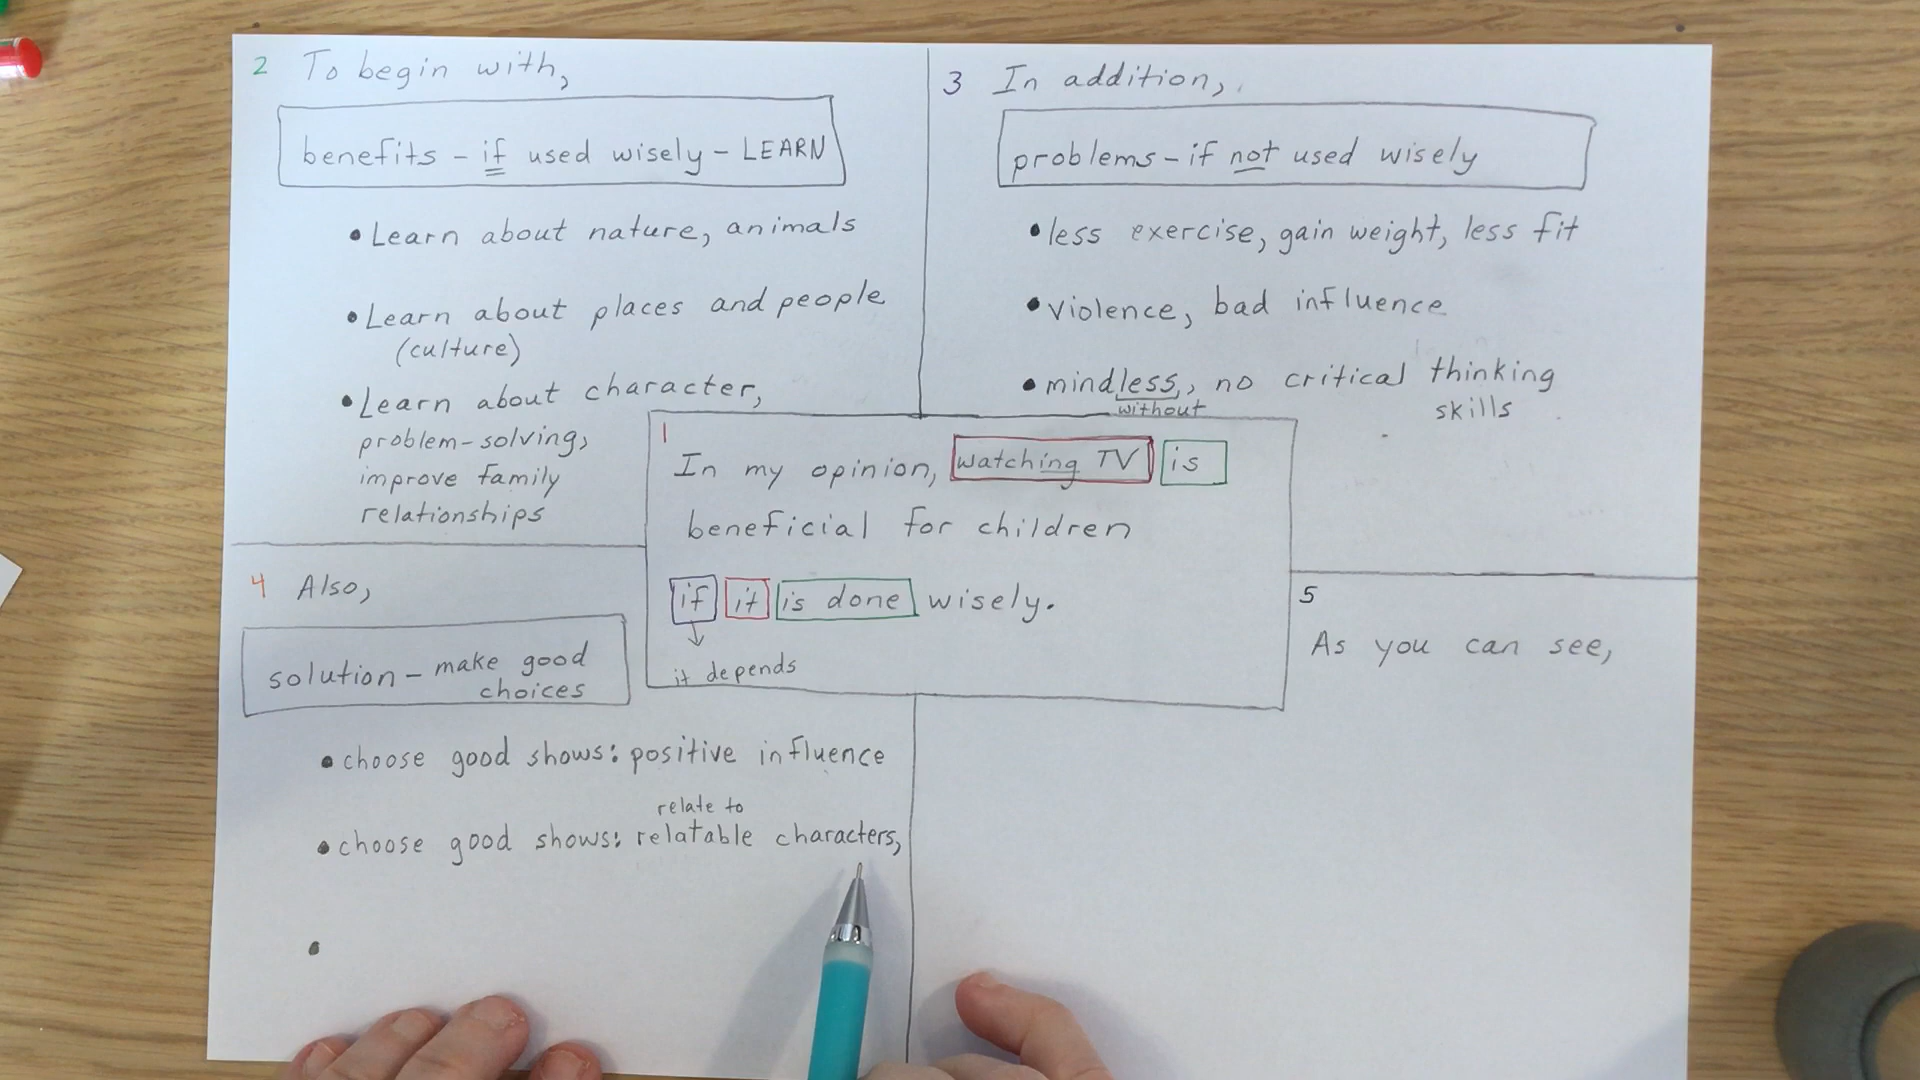 2 To begin with,
benefits - if used wisely - LEARN
• Learn about nature, animals
• Learn about places and people
(culture)
• Learn about character,
problem-solving,
improve family
relationships
3 In addition,
problems - if not used wisely
• less exercise, gain weight, less fit
• violence, bad influence
• mindless, no critical thinking
without
skills
1
In my opinion, watching TV is
beneficial for children
if it is done wisely.
it depends
4 Also,
solution - make good
choices
• choose good shows: positive influence
relate to
• choose good shows: relatable characters,
•
5
As you can see,